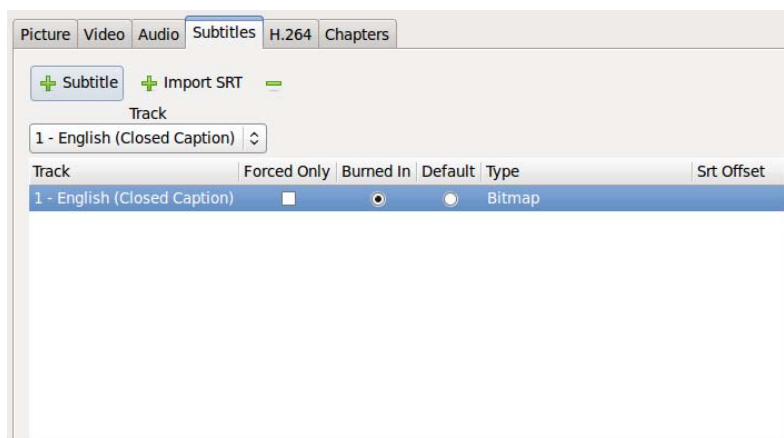 Picture Video Audio Subtitles H.264 Chapters
Subtitle Import SRT
Track
1 - English (Closed Caption)
Track Forced Only Burned In Default Type Srt Offset
1 - English (Closed Caption) Bitmap